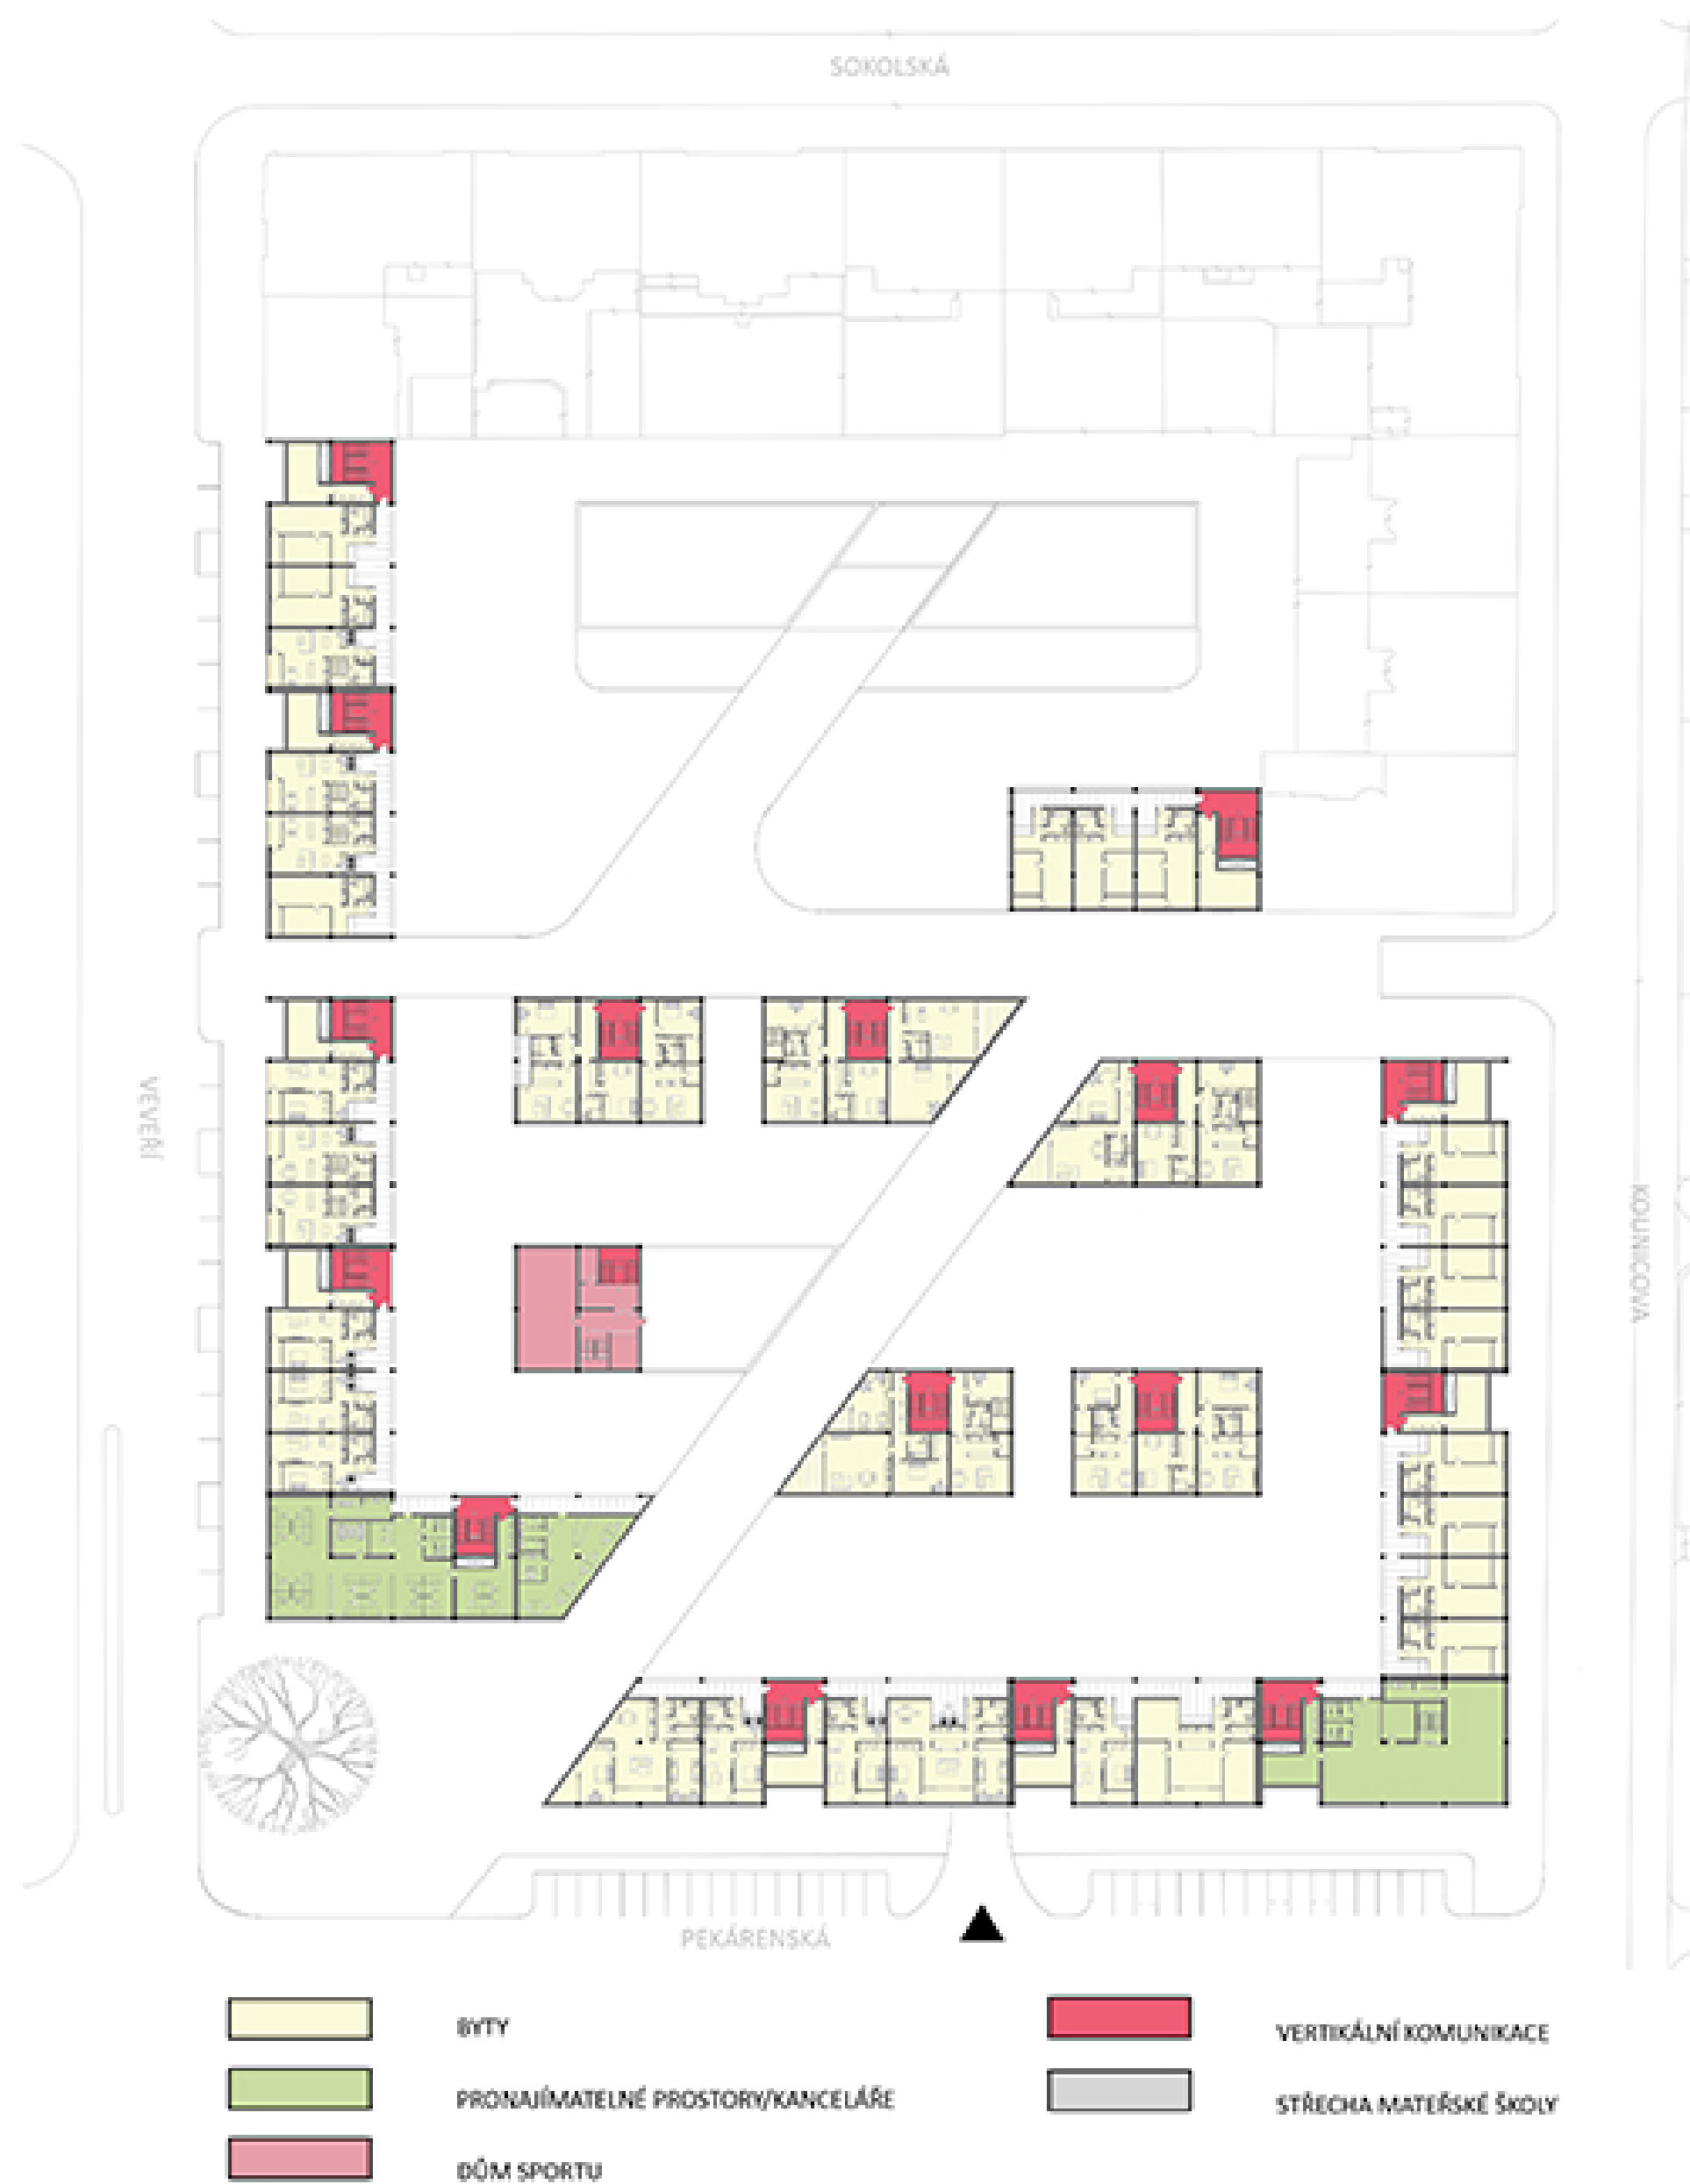 SOKOLSKÁ
VEVEŘÍ
KOUNICOVA
PEKÁRENSKÁ
BYTY
VERTIKÁLNÍ KOMUNIKACE
PRONAJÍMATELNÉ PROSTORY/KANCELÁŘE
STŘECHA MATEŘSKÉ ŠKOLY
DŮM SPORTU